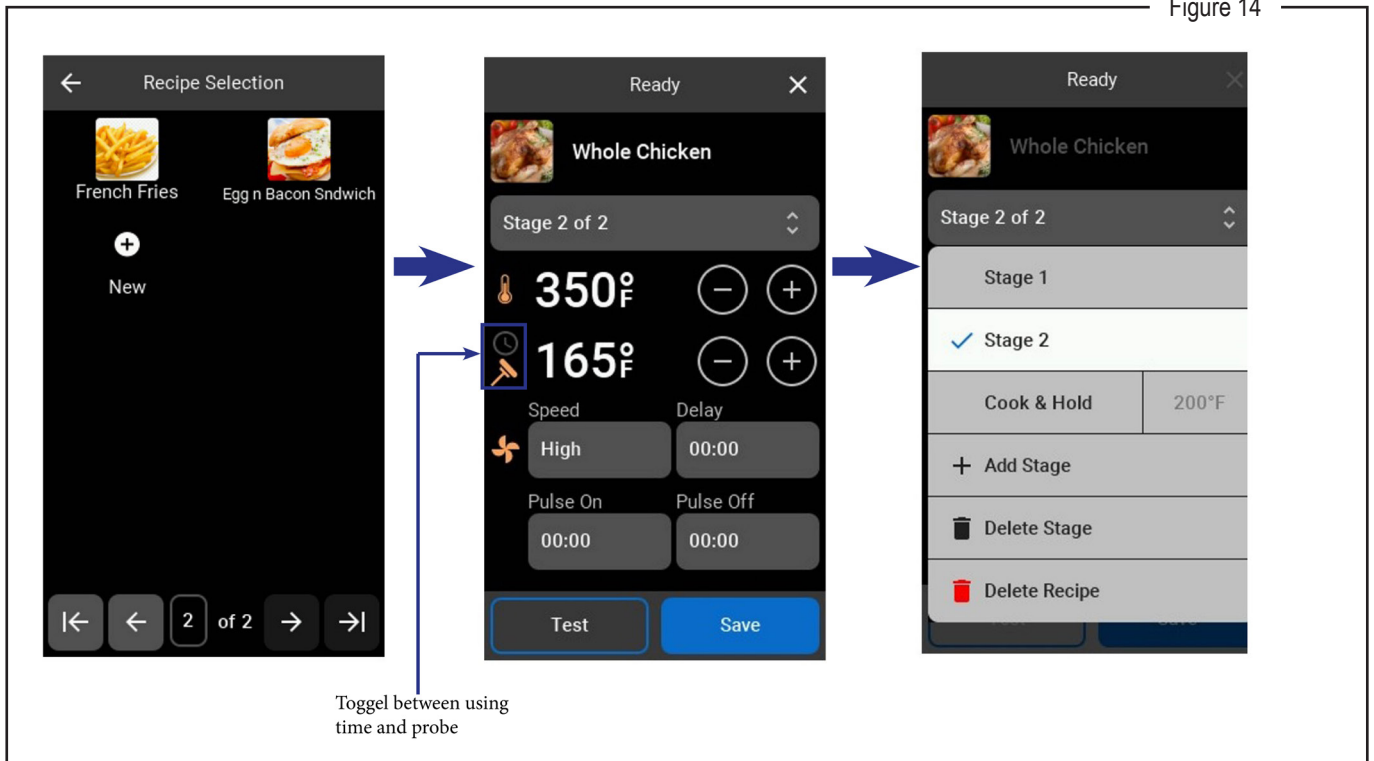 Figure 14
Recipe Selection
French Fries
Egg n Bacon Sndwich
New
2 of 2
Ready
Whole Chicken
Stage 2 of 2
350°F
165°F
Speed
Delay
High
00:00
Pulse On
Pulse Off
00:00
00:00
Test
Save
Ready
Whole Chicken
Stage 2 of 2
Stage 1
Stage 2
Cook & Hold
200°F
Add Stage
Delete Stage
Delete Recipe
Toggel between using
time and probe